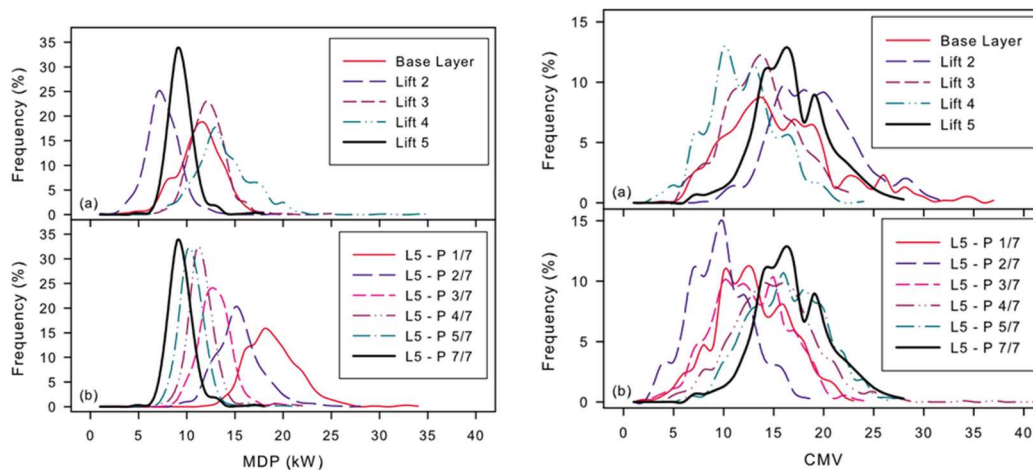 35
30
25
20
15
10
5
0
Frequency (%)
Base Layer
Lift 2
Lift 3
Lift 4
Lift 5
(a)
35
30
25
20
15
10
5
0
Frequency (%)
L5 - P 1/7
L5 - P 2/7
L5 - P 3/7
L5 - P 4/7
L5 - P 5/7
L5 - P 7/7
(b)
0 5 10 15 20 25 30 35 40
MDP (kW)
15
10
5
0
Frequency (%)
Base Layer
Lift 2
Lift 3
Lift 4
Lift 5
(a)
15
10
5
0
Frequency (%)
L5 - P 1/7
L5 - P 2/7
L5 - P 3/7
L5 - P 4/7
L5 - P 5/7
L5 - P 7/7
(b)
0 5 10 15 20 25 30 35 40
CMV